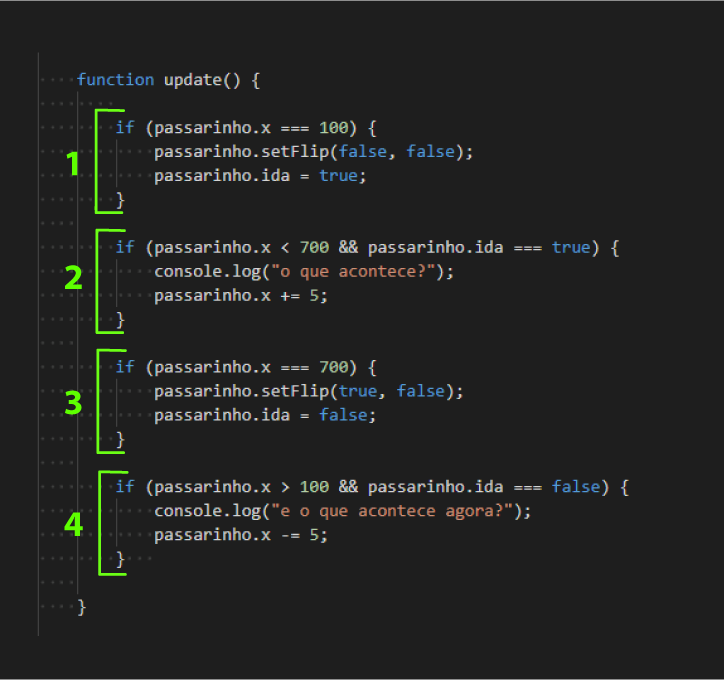 function update() {
if (passarinho.x === 100) {
1
passarinho.setFlip(false, false);
passarinho.ida = true;
}
if (passarinho.x < 700 && passarinho.ida === true) {
2
console.log("o que acontece?");
passarinho.x += 5;
}
if (passarinho.x === 700) {
3
passarinho.setFlip(true, false);
passarinho.ida = false;
}
if (passarinho.x > 100 && passarinho.ida === false) {
4
console.log("e o que acontece agora?");
passarinho.x -= 5;
}
}